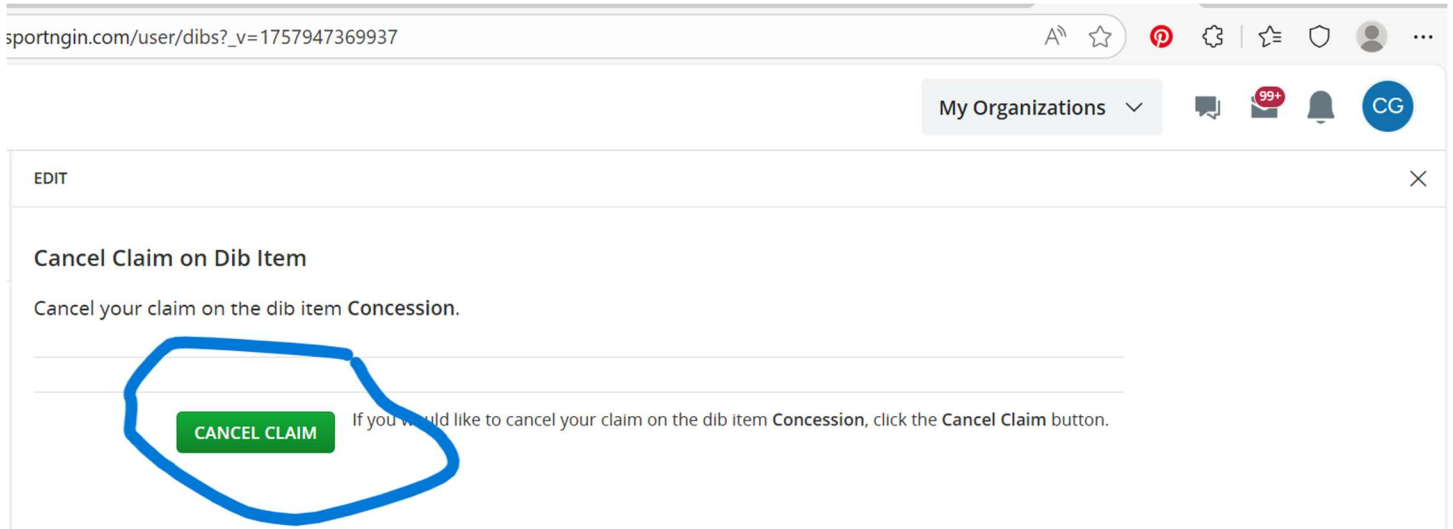 sportngin.com/user/dibs?_v=1757947369937
My Organizations
99+
CG
EDIT
Cancel Claim on Dib Item
Cancel your claim on the dib item Concession.
CANCEL CLAIM
If you would like to cancel your claim on the dib item Concession, click the Cancel Claim button.